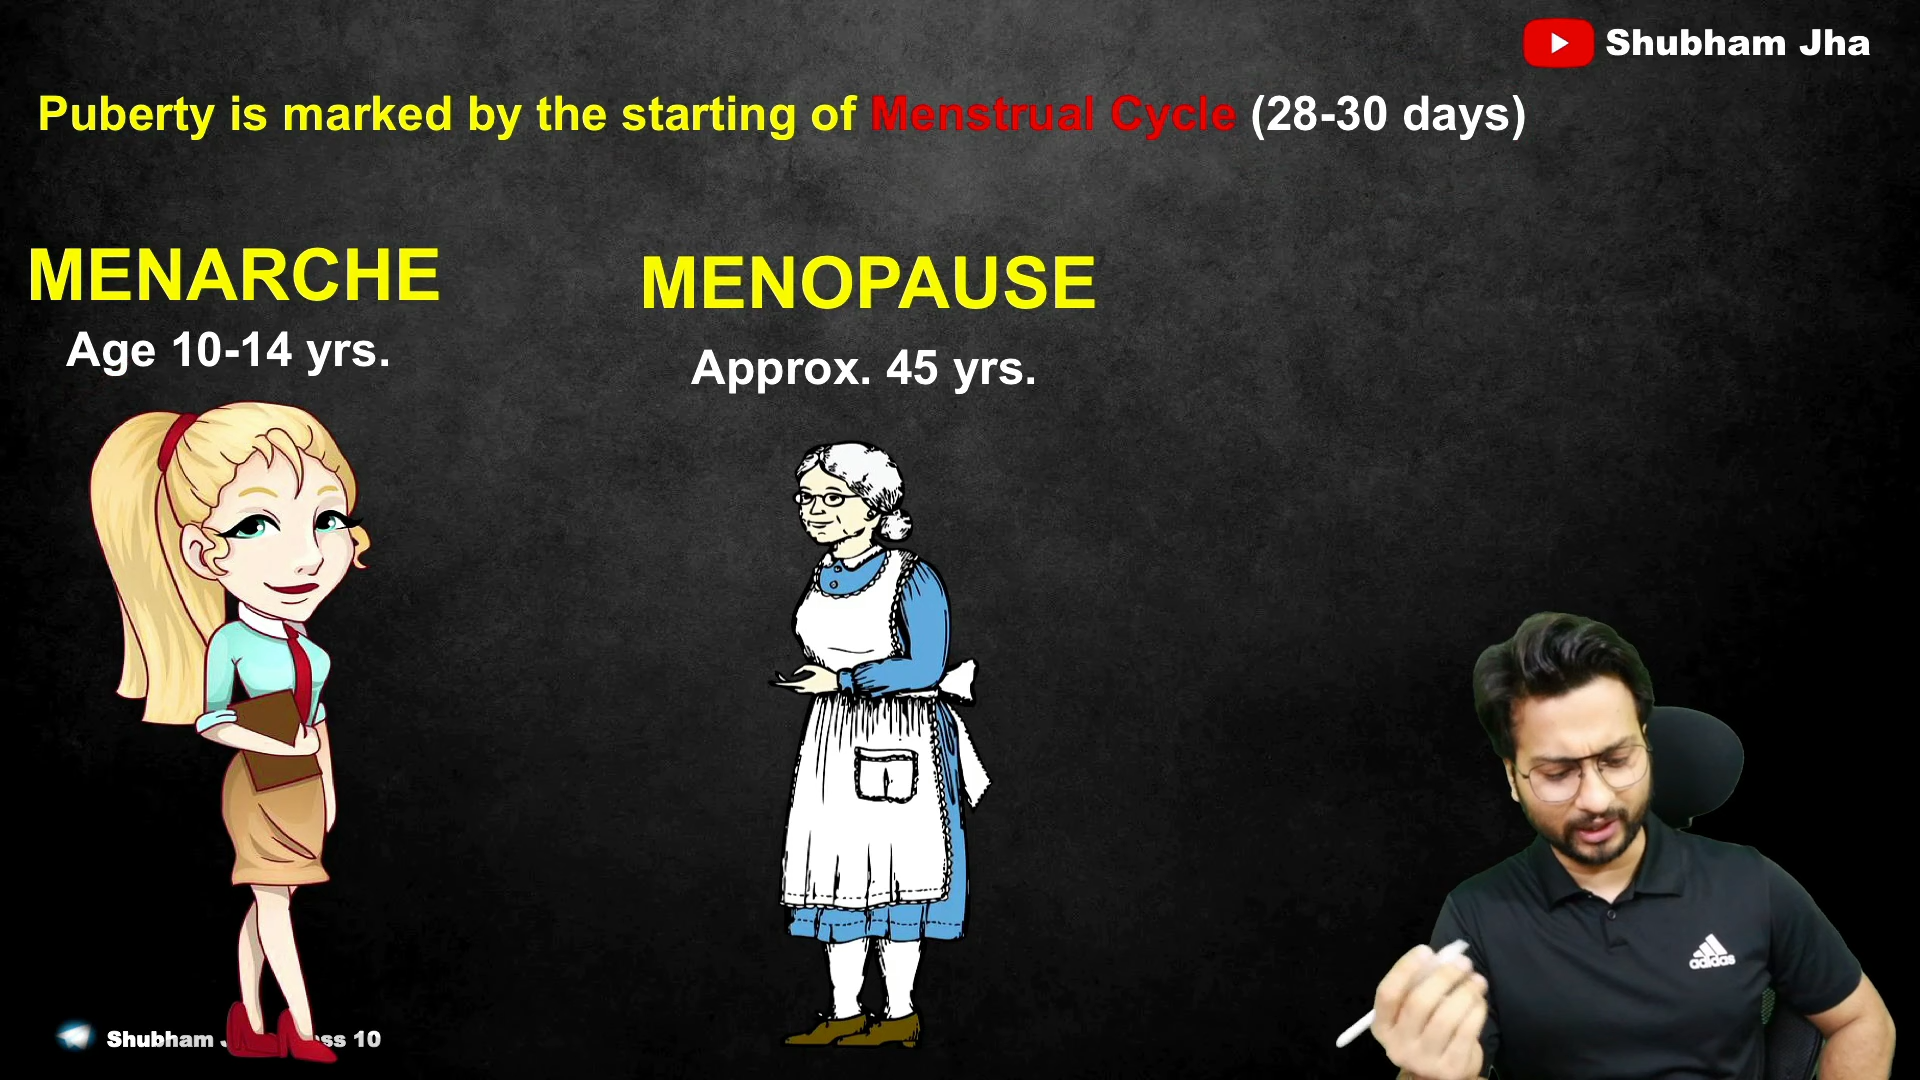 Shubham Jha
Puberty is marked by the starting of Menstrual Cycle (28-30 days)
MENARCHE
Age 10-14 yrs.
MENOPAUSE
Approx. 45 yrs.
adidas
Shubham 10